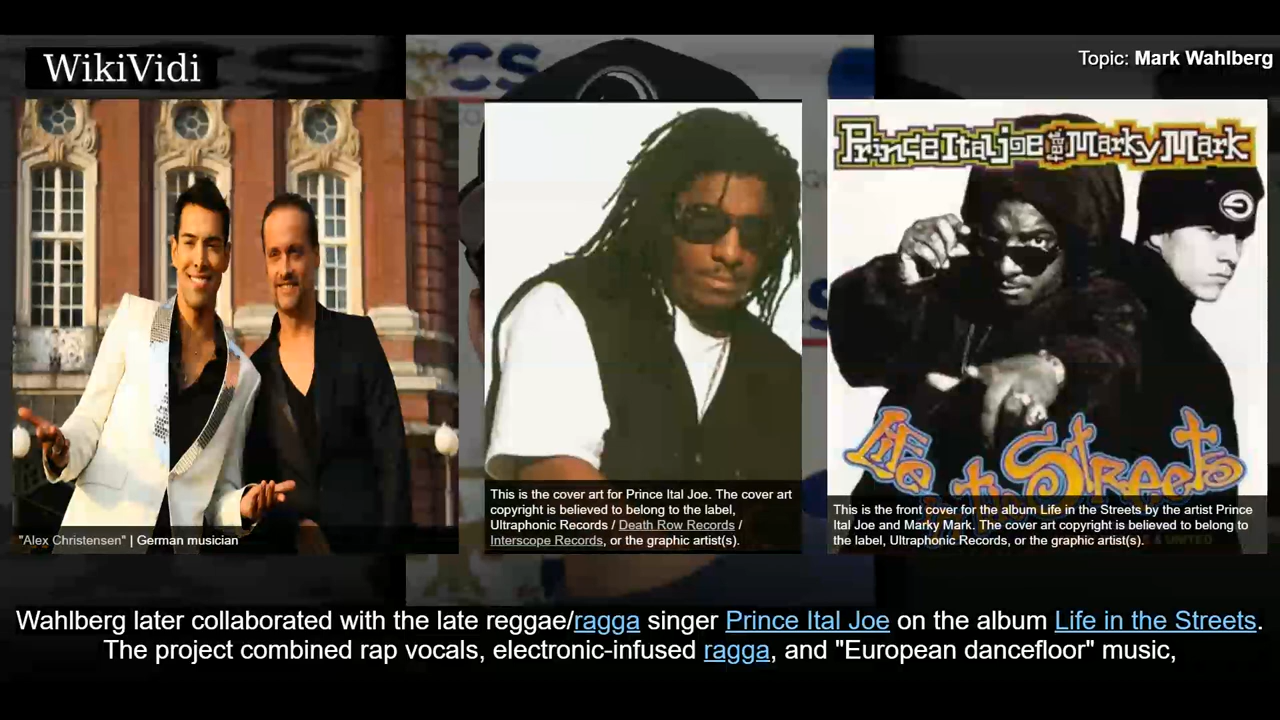 WikiVidi
Topic: Mark Wahlberg
CS
Prince Ital Joe feat. Marky Mark
Life in the Streets
"Alex Christensen" | German musician
This is the cover art for Prince Ital Joe. The cover art
copyright is believed to belong to the label,
Ultraphonic Records / Death Row Records /
Interscope Records, or the graphic artist(s).
This is the front cover for the album Life in the Streets by the artist Prince
Ital Joe and Marky Mark. The cover art copyright is believed to belong to
the label, Ultraphonic Records, or the graphic artist(s).
Wahlberg later collaborated with the late reggae/ragga singer Prince Ital Joe on the album Life in the Streets.
The project combined rap vocals, electronic-infused ragga, and "European dancefloor" music,